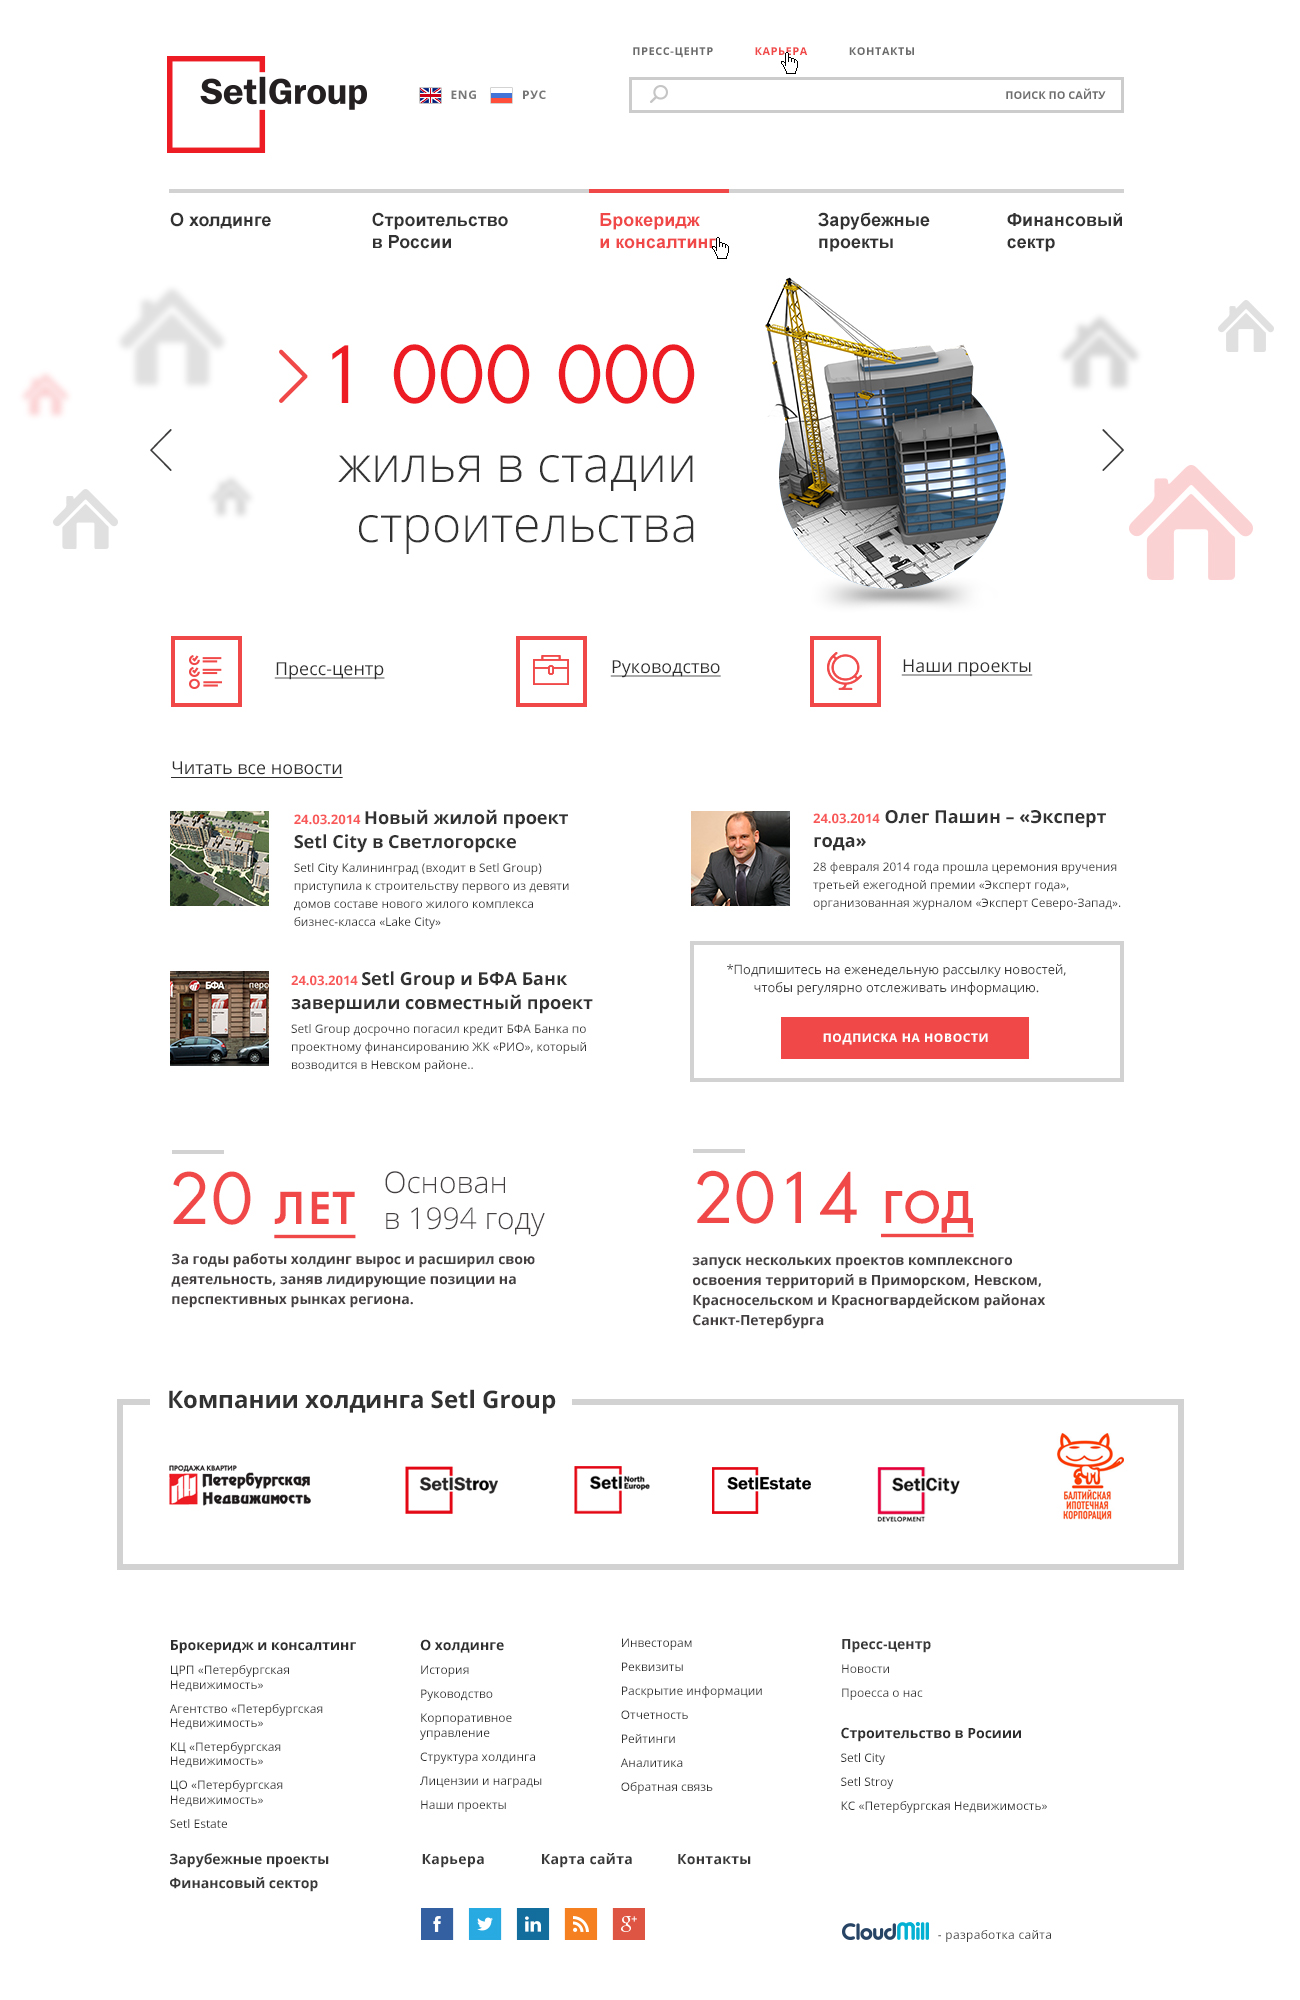 ПРЕСС-ЦЕНТР
КАРЬЕРА
КОНТАКТЫ
SetlGroup
ENG
РУС
ПОИСК ПО САЙТУ
О холдинге
Строительство
в России
Брокеридж
и консалтинг
Зарубежные
проекты
Финансовый
сектр
> 1 000 000
жилья в стадии
строительства
Пресс-центр
Руководство
Наши проекты
Читать все новости
24.03.2014 Новый жилой проект
Setl City в Светлогорске
Setl City Калининград (входит в Setl Group)
приступила к строительству первого из девяти
домов составе нового жилого комплекса
бизнес-класса «Lake City»
24.03.2014 Олег Пашин – «Эксперт
года»
28 февраля 2014 года прошла церемония вручения
третьей ежегодной премии «Эксперт года»,
организованная журналом «Эксперт Северо-Запад».
БФА
перс
24.03.2014 Setl Group и БФА Банк
завершили совместный проект
Setl Group досрочно погасил кредит БФА Банка по
проектному финансированию ЖК «РИО», который
возводится в Невском районе..
*Подпишитесь на еженедельную рассылку новостей,
чтобы регулярно отслеживать информацию.
ПОДПИСКА НА НОВОСТИ
20 ЛЕТ
Основан
в 1994 году
За годы работы холдинг вырос и расширил свою
деятельность, заняв лидирующие позиции на
перспективных рынках региона.
2014 год
запуск нескольких проектов комплексного
освоения территорий в Приморском, Невском,
Красносельском и Красногвардейском районах
Санкт-Петербурга
Компании холдинга Setl Group
ПРОДАЖА КВАРТИР
Петербургская
Недвижимость
SetlStroy
Setl North
Europe
SetlEstate
SetlCity
DEVELOPMENT
БАЛТИЙСКАЯ
ИПОТЕЧНАЯ
КОРПОРАЦИЯ
Брокеридж и консалтинг
ЦРП «Петербургская
Недвижимость»
Агентство «Петербургская
Недвижимость»
КЦ «Петербургская
Недвижимость»
ЦО «Петербургская
Недвижимость»
Setl Estate
Зарубежные проекты
Финансовый сектор
О холдинге
История
Руководство
Корпоративное
управление
Структура холдинга
Лицензии и награды
Наши проекты
Инвесторам
Реквизиты
Раскрытие информации
Отчетность
Рейтинги
Аналитика
Обратная связь
Пресс-центр
Новости
Проесса о нас
Строительство в Росиии
Setl City
Setl Stroy
КС «Петербургская Недвижимость»
Карьера
Карта сайта
Контакты
f
in
g+
CloudMill - разработка сайта